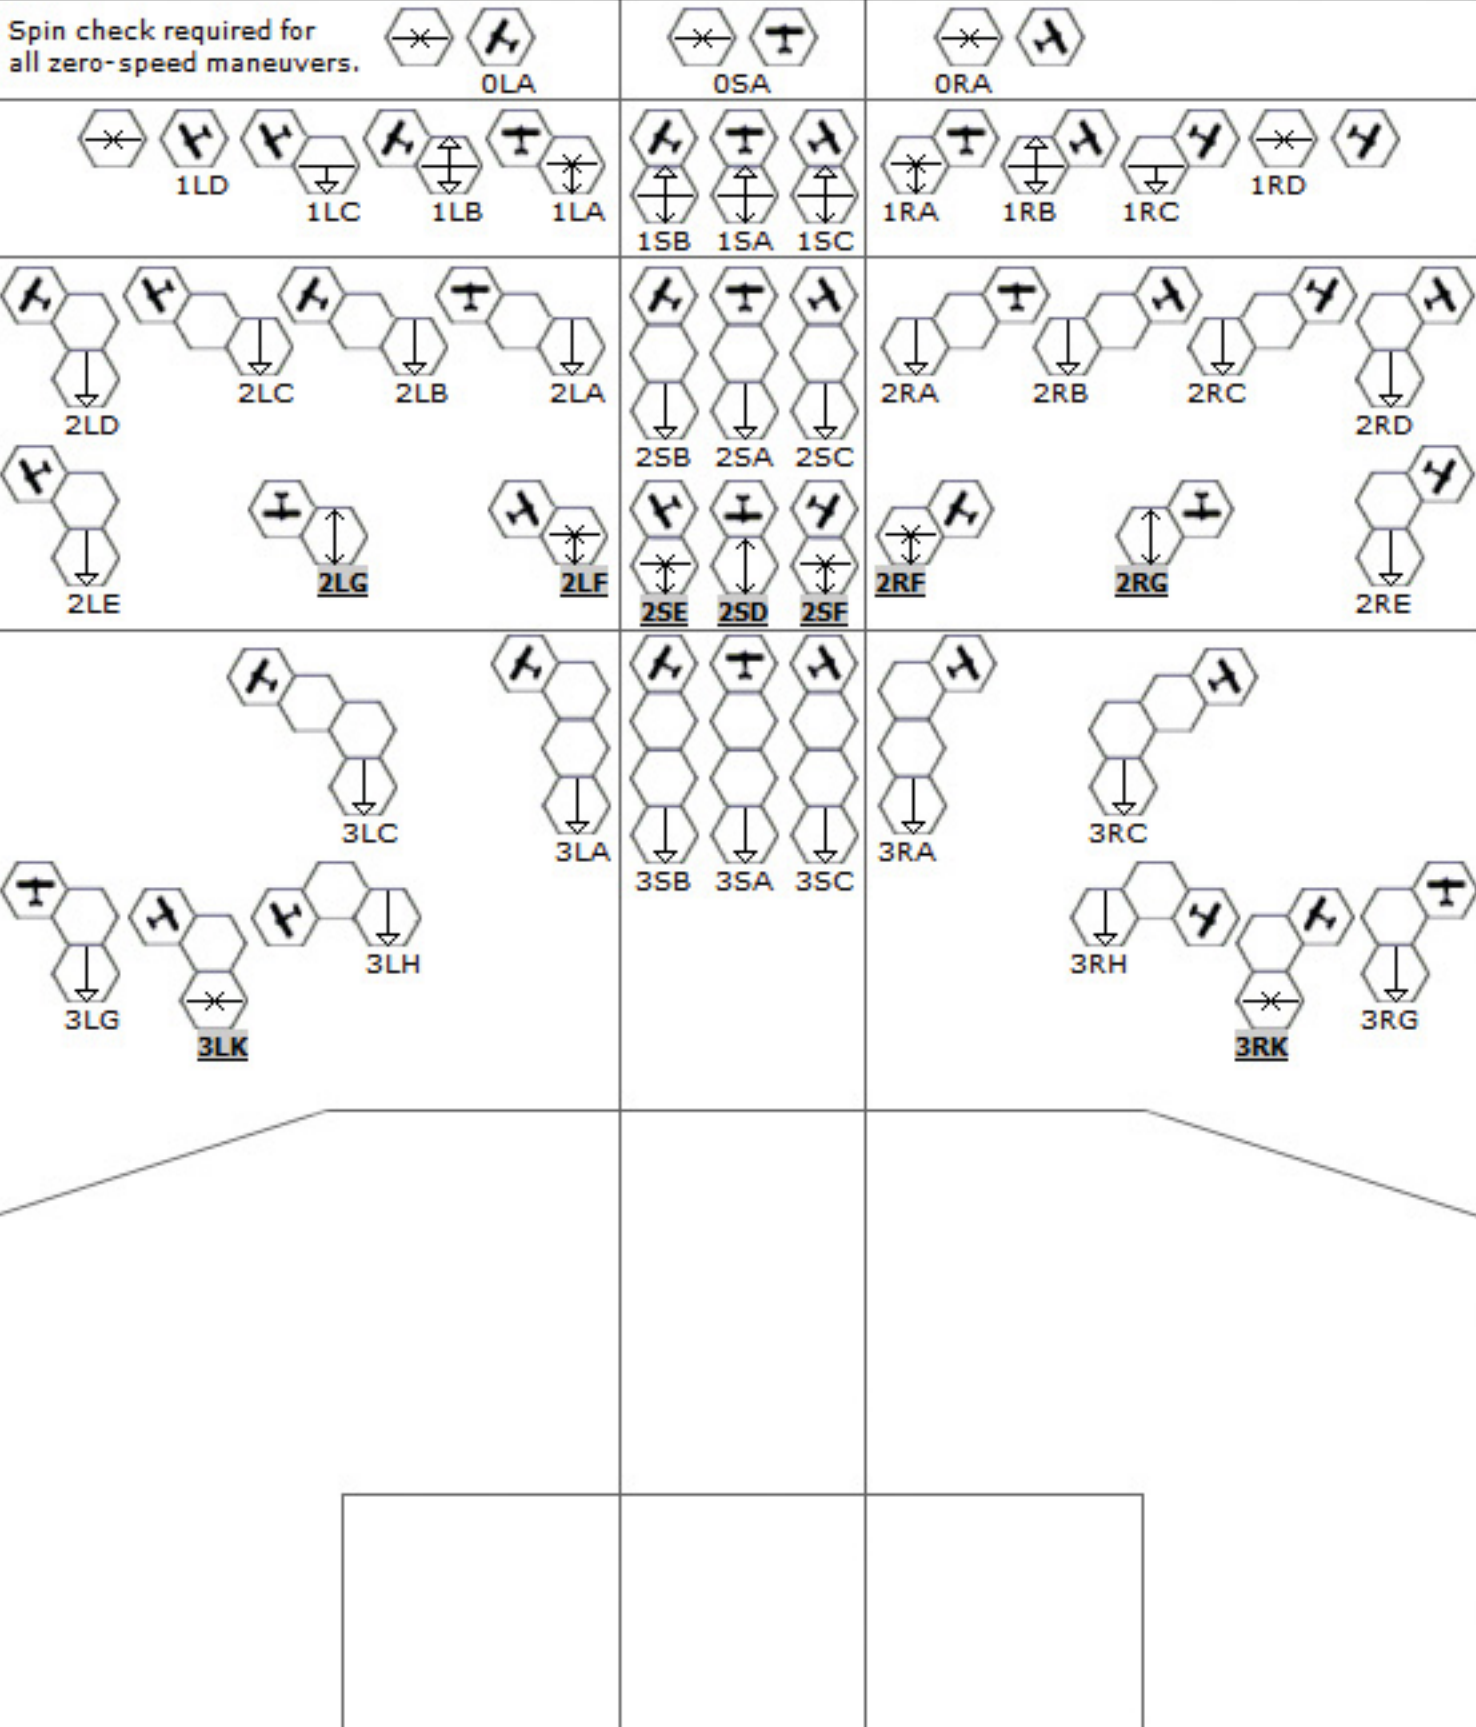 Spin check required for
all zero-speed maneuvers.
0LA
0SA
0RA
1LD
1LC
1LB
1LA
1SB
1SA
1SC
1RA
1RB
1RC
1RD
2LD
2LC
2LB
2LA
2SB
2SA
2SC
2RA
2RB
2RC
2RD
2LE
2LG
2LF
2SE
2SD
2SF
2RF
2RG
2RE
3LC
3LA
3SB
3SA
3SC
3RA
3RC
3LG
3LK
3LH
3RH
3RK
3RG